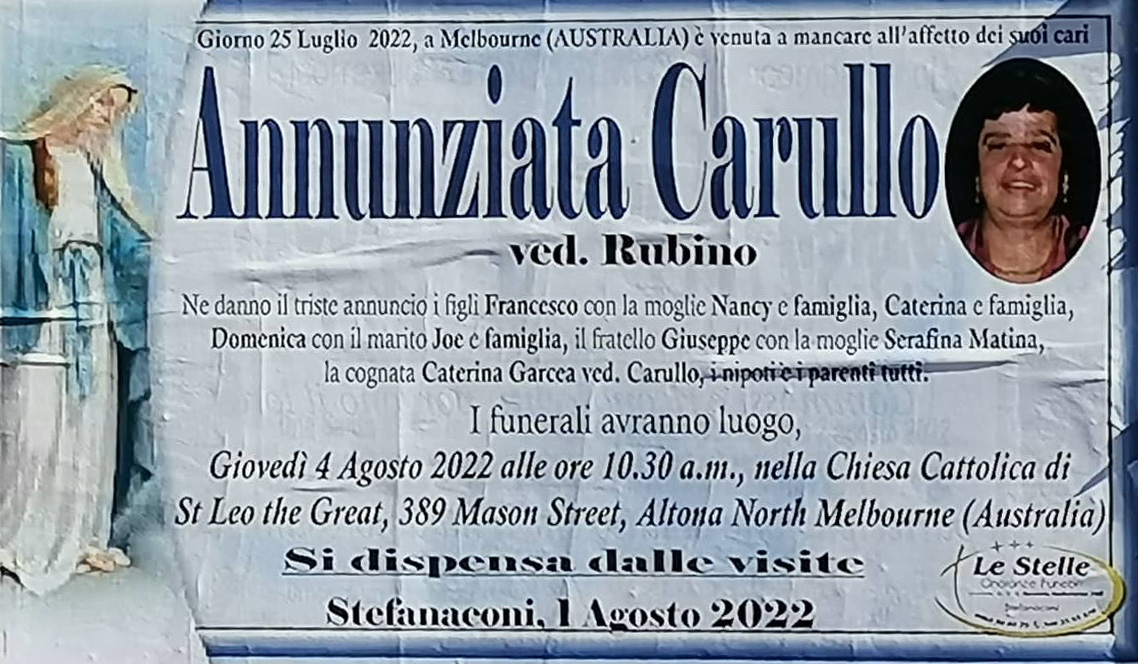 Giorno 25 Luglio 2022, a Melbourne (AUSTRALIA) è venuta a mancare all'affetto dei suoi cari
Annunziata Carullo
ved. Rubino
Ne danno il triste annuncio i figli Francesco con la moglie Nancy e famiglia, Caterina e famiglia,
Domenica con il marito Joe e famiglia, il fratello Giuseppe con la moglie Serafina Matina,
la cognata Caterina Garcea ved. Carullo, i nipoti e i parenti tutti.
I funerali avranno luogo,
Giovedì 4 Agosto 2022 alle ore 10.30 a.m., nella Chiesa Cattolica di
St Leo the Great, 389 Mason Street, Altona North Melbourne (Australia)
Si dispensa dalle visite
Stefanaconi, 1 Agosto 2022
Le Stelle
Onoranze Funebri
Stefanaconi